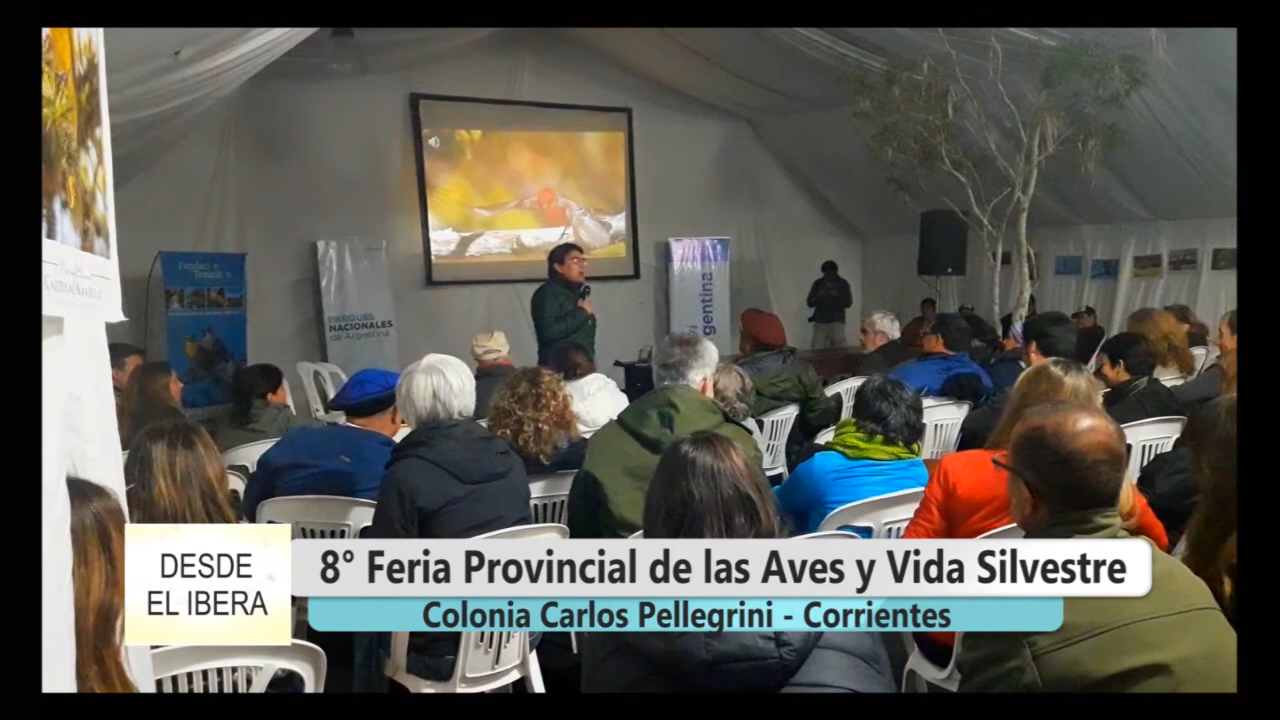 PARQUES
NACIONALES
de Argentina
gentina
DESDE
EL IBERA
8° Feria Provincial de las Aves y Vida Silvestre
Colonia Carlos Pellegrini - Corrientes